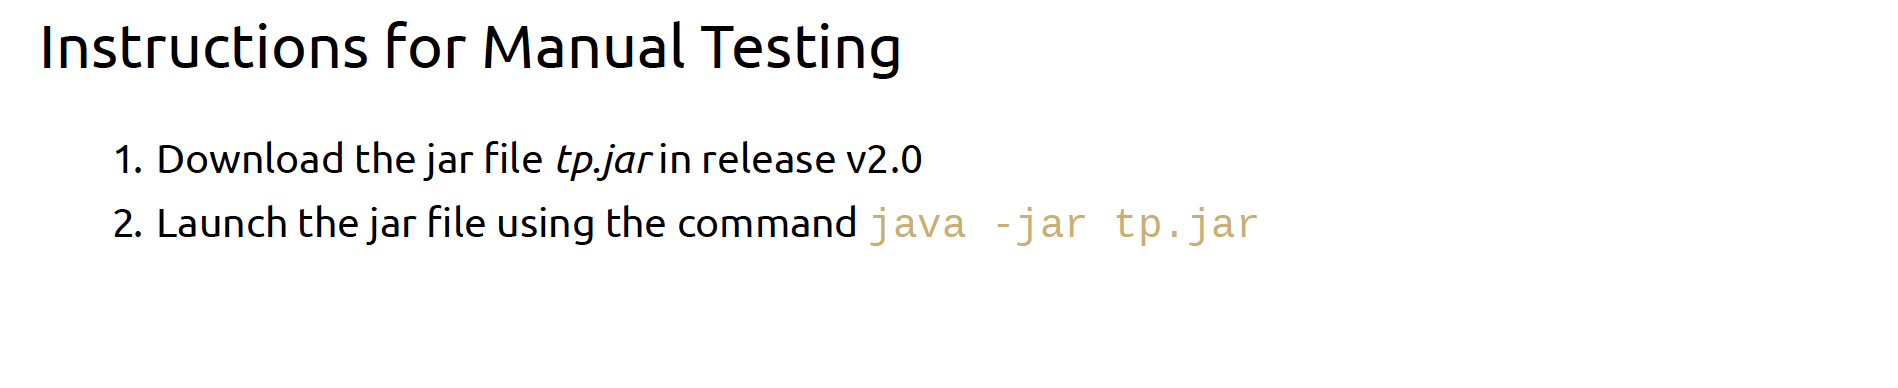 Instructions for Manual Testing
1. Download the jar file tp.jar in release v2.0
2. Launch the jar file using the command java -jar tp.jar